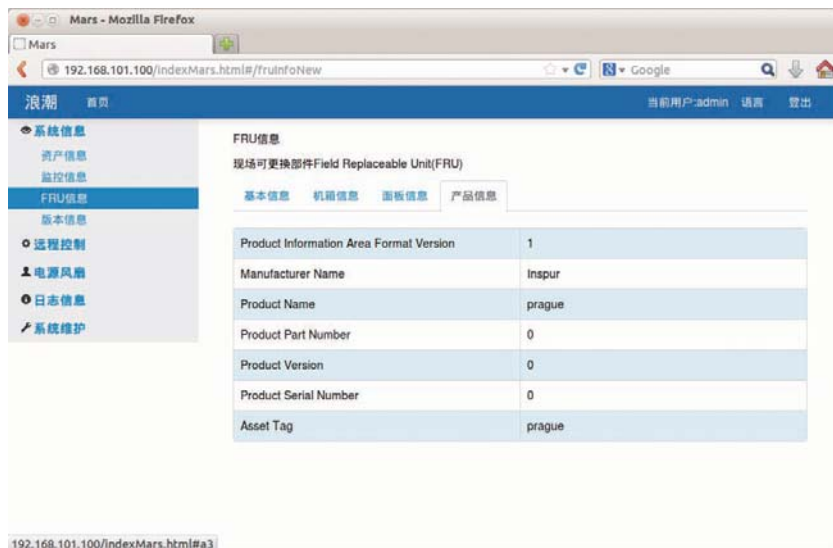 Mars - Mozilla Firefox
Mars
192.168.101.100/indexMars.html#/fruInfoNew
Google
浪潮 首页 当前用户:admin 语言 登出
系统信息
资产信息
监控信息
FRU信息
版本信息
远程控制
电源风扇
日志信息
系统维护
FRU信息
现场可更换部件Field Replaceable Unit(FRU)
基本信息 机箱信息 面板信息 产品信息
Product Information Area Format Version 1
Manufacturer Name Inspur
Product Name prague
Product Part Number 0
Product Version 0
Product Serial Number 0
Asset Tag prague
192.168.101.100/indexMars.html#a3